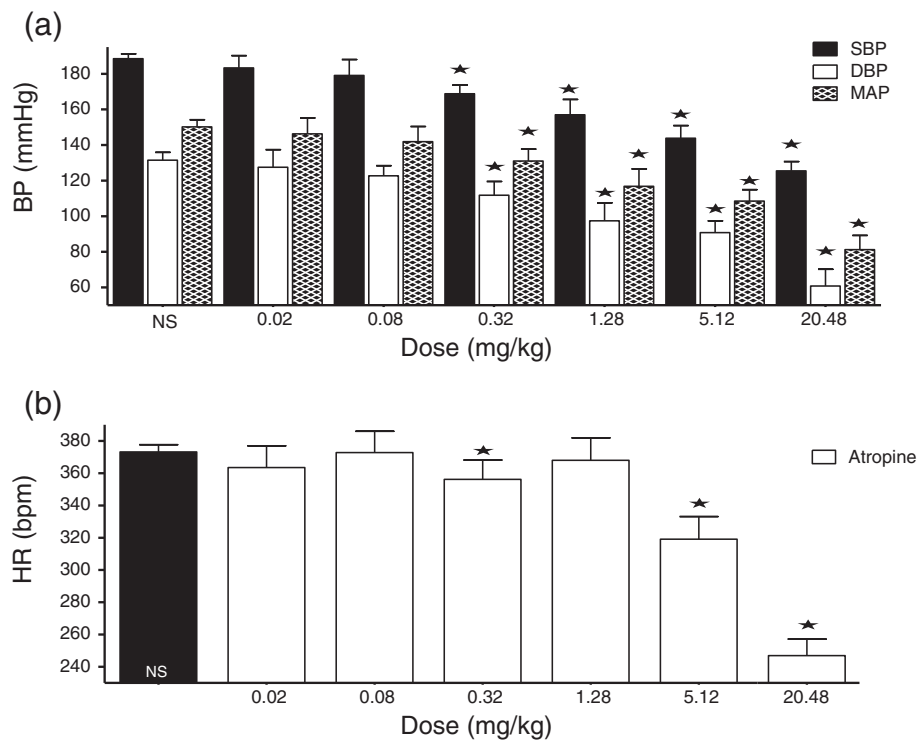 (a)
SBP
DBP
MAP
BP (mmHg)
180
160
140
120
100
80
60
NS 0.02 0.08 0.32 1.28 5.12 20.48
Dose (mg/kg)
(b)
Atropine
HR (bpm)
380
360
340
320
300
280
260
240
NS
0.02 0.08 0.32 1.28 5.12 20.48
Dose (mg/kg)